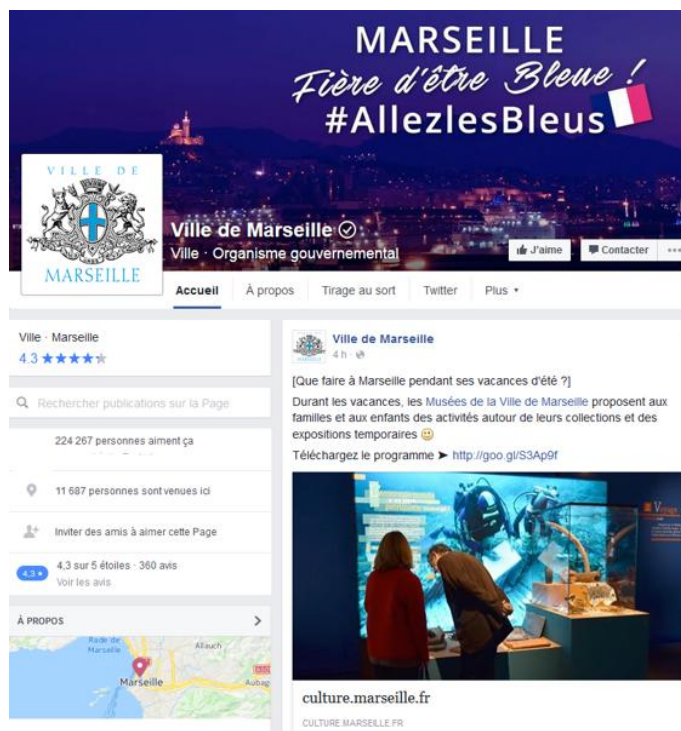 MARSEILLE
Fière d'être Bleue !
#AllezlesBleus
VILLE DE
MARSEILLE
Ville de Marseille
Ville · Organisme gouvernemental
J'aime
Contacter
Accueil
À propos
Tirage au sort
Twitter
Plus
Ville · Marseille
4.3
Rechercher publications sur la Page
224 267 personnes aiment ça
11 687 personnes sont venues ici
Inviter des amis à aimer cette Page
4,3
4,3 sur 5 étoiles · 360 avis
Voir les avis
À PROPOS
Rade de
Marseille
Allauch
Marseille
Aubag
Ville de Marseille
4 h
[Que faire à Marseille pendant ses vacances d'été ?]
Durant les vacances, les Musées de la Ville de Marseille proposent aux
familles et aux enfants des activités autour de leurs collections et des
expositions temporaires
Téléchargez le programme ➤ http://goo.gl/S3Ap9f
culture.marseille.fr
CULTURE.MARSEILLE.FR